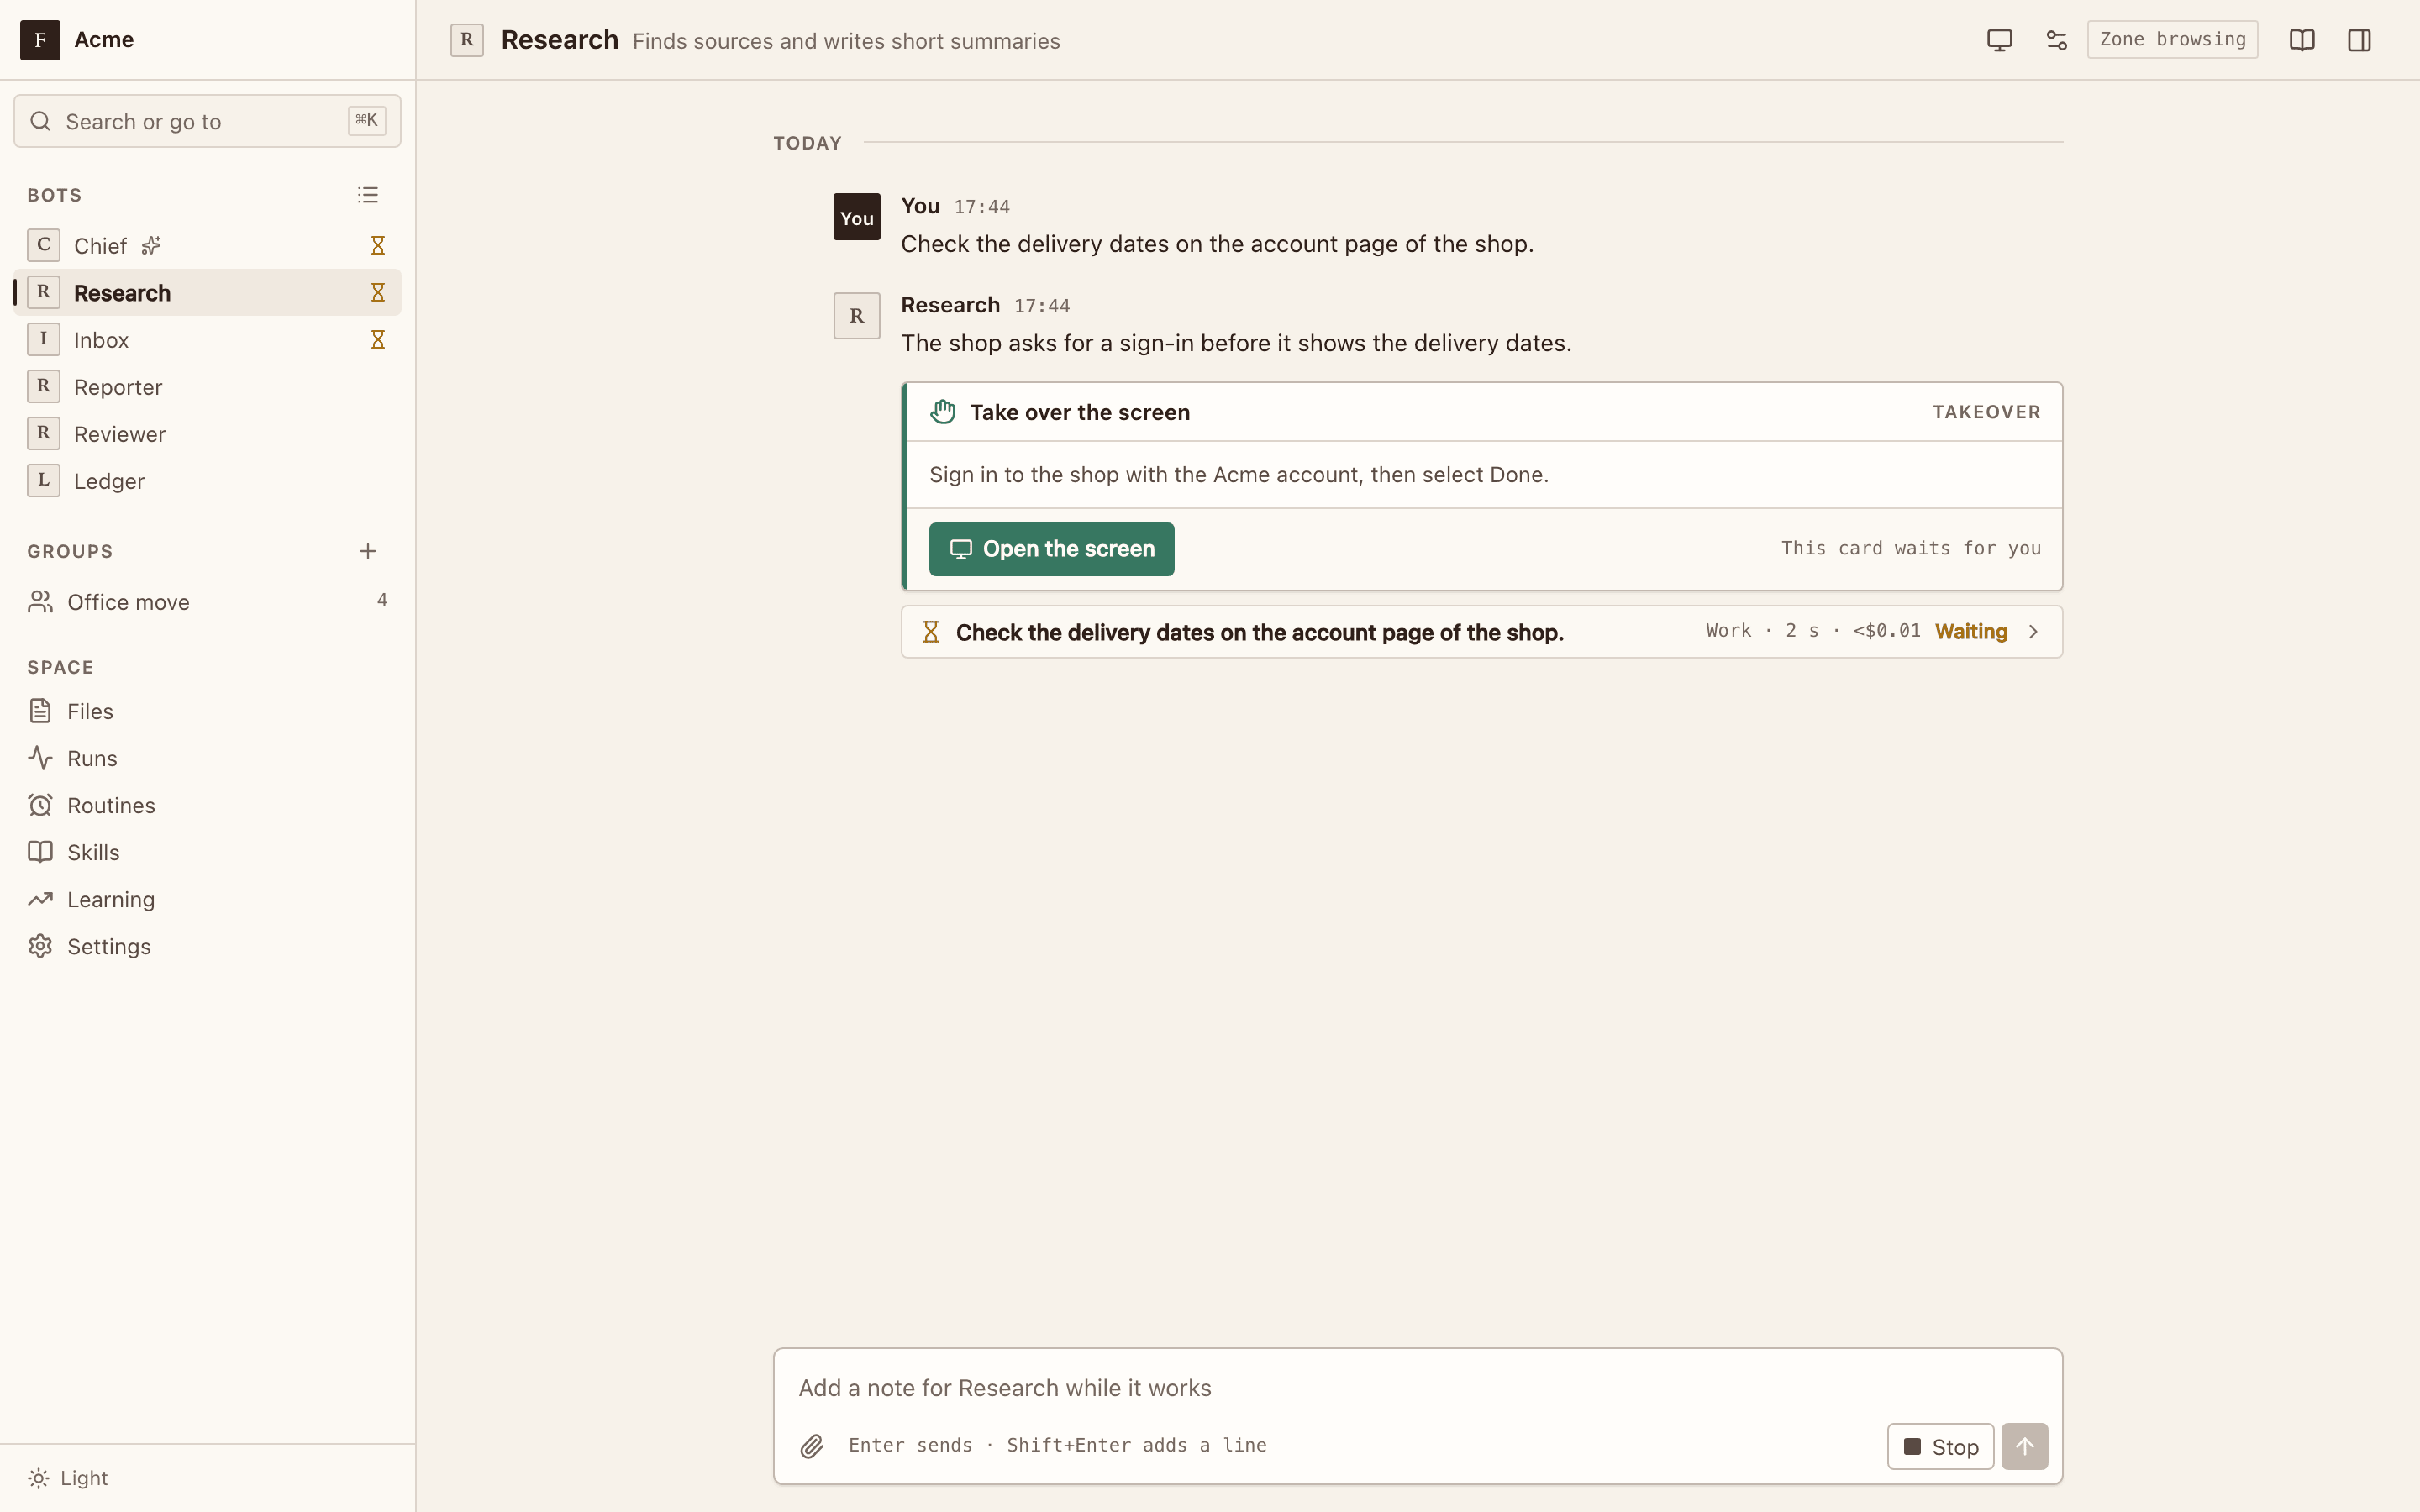 F Acme
Search or go to ⌘K
BOTS
C Chief
R Research
I Inbox
R Reporter
R Reviewer
L Ledger
GROUPS
Office move 4
SPACE
Files
Runs
Routines
Skills
Learning
Settings
Light
R Research Finds sources and writes short summaries Zone browsing
TODAY
You You 17:44
Check the delivery dates on the account page of the shop.
R Research 17:44
The shop asks for a sign-in before it shows the delivery dates.
Take over the screen TAKEOVER
Sign in to the shop with the Acme account, then select Done.
Open the screen This card waits for you
Check the delivery dates on the account page of the shop. Work · 2 s · <$0.01 Waiting
Add a note for Research while it works
Enter sends · Shift+Enter adds a line Stop